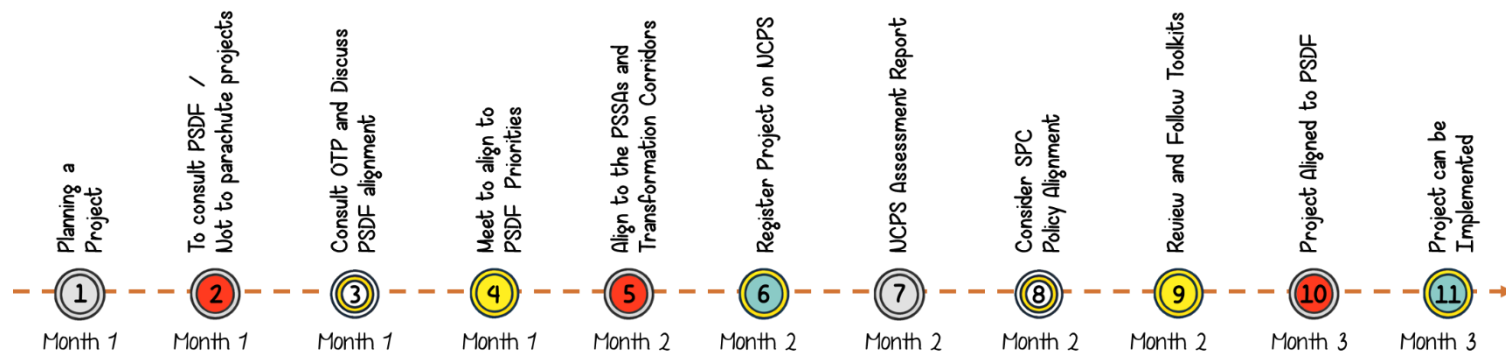 Planning a
Project
To consult PSDF /
Not to parachute projects
Consult OTP and Discuss
PSDF alignment
Meet to align to
PSDF Priorities
Align to the PSSAs and
Transformation Corridors
Register Project on NCPS
NCPS Assessment Report
Consider SPC
Policy Alignment
Review and Follow Toolkits
Project Aligned to PSDF
Project can be
Implemented
1
2
3
4
5
6
7
8
9
10
11
Month 1
Month 1
Month 1
Month 1
Month 2
Month 2
Month 2
Month 2
Month 2
Month 3
Month 3